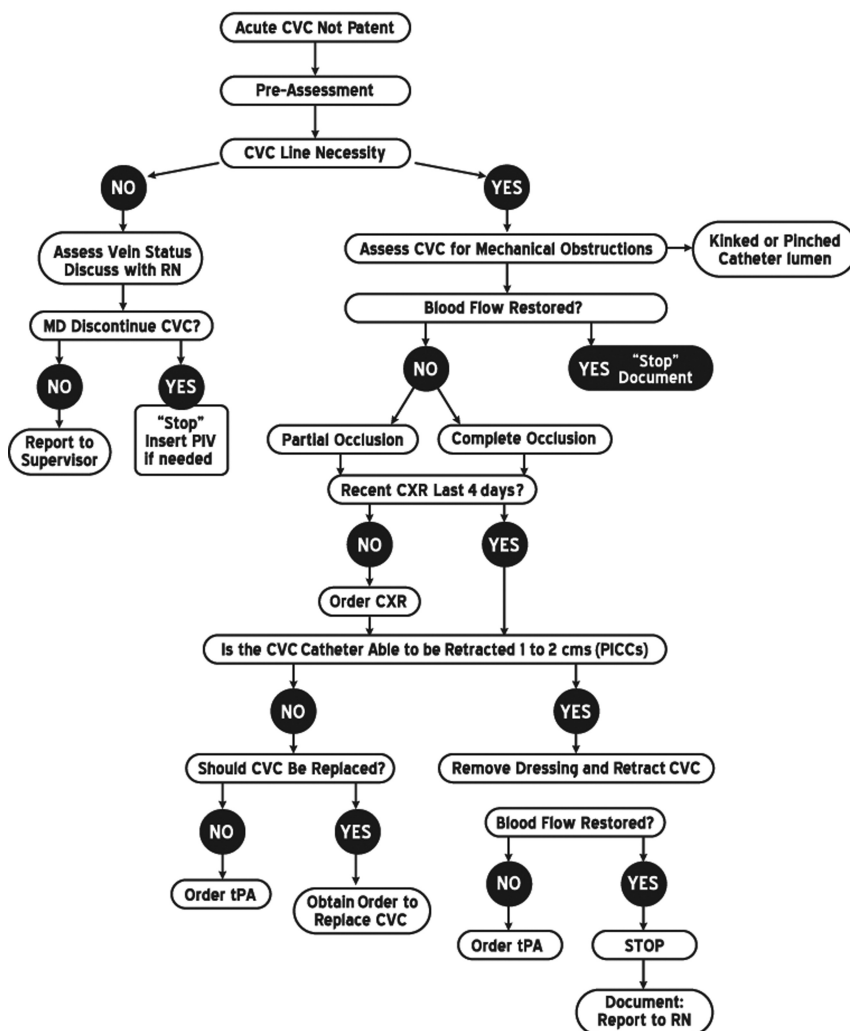 Acute CVC Not Patent
Pre-Assessment
CVC Line Necessity
NO
YES
Assess Vein Status
Discuss with RN
Assess CVC for Mechanical Obstructions
Kinked or Pinched
Catheter lumen
MD Discontinue CVC?
Blood Flow Restored?
NO
YES
NO
YES "Stop"
Document
Report to
Supervisor
"Stop"
Insert PIV
if needed
Partial Occlusion
Complete Occlusion
Recent CXR Last 4 days?
NO
YES
Order CXR
Is the CVC Catheter Able to be Retracted 1 to 2 cms (PICCs)
NO
YES
Should CVC Be Replaced?
Remove Dressing and Retract CVC
NO
YES
Blood Flow Restored?
Order tPA
Obtain Order to
Replace CVC
NO
YES
Order tPA
STOP
Document:
Report to RN